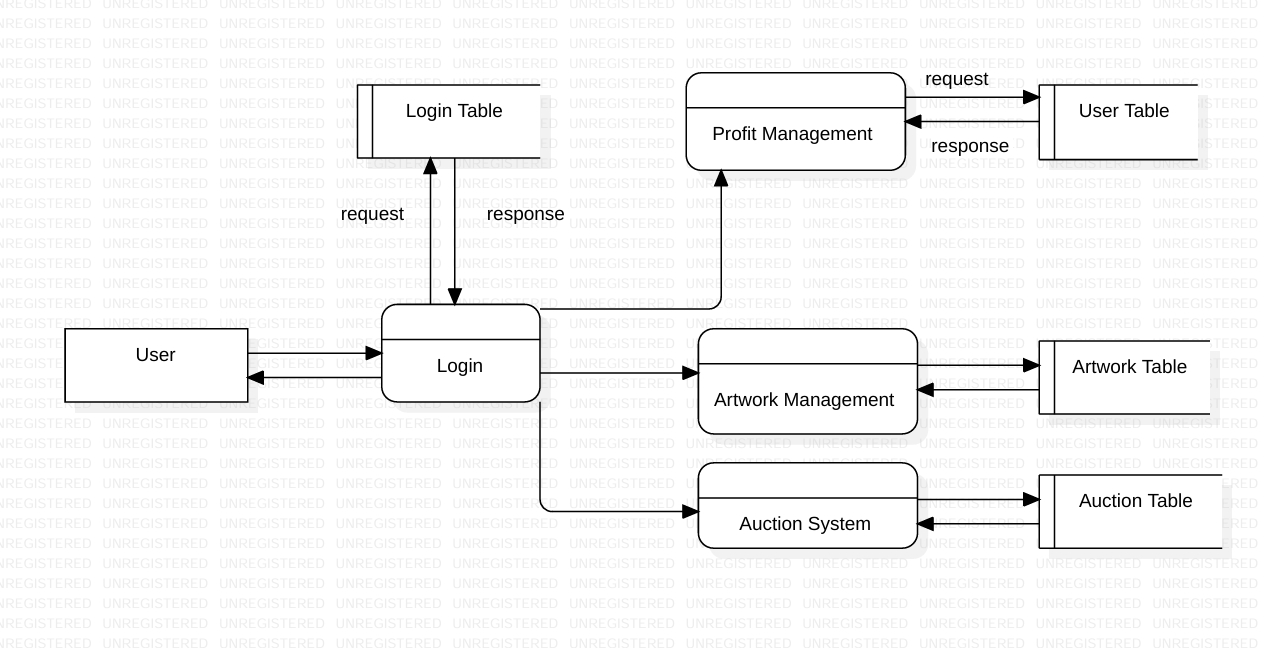 request
Login Table
User Table
Profit Management
response
request
response
User
Login
Artwork Table
Artwork Management
Auction Table
Auction System
UNREGISTERED